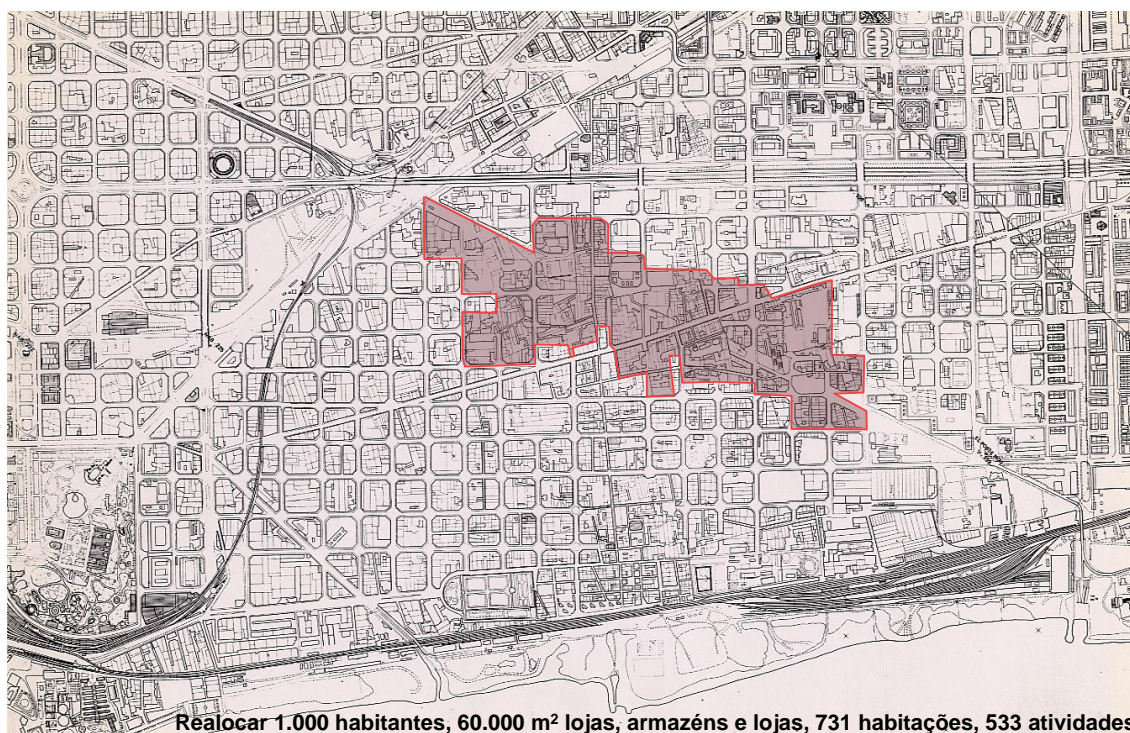 Realocar 1.000 habitantes, 60.000 m² lojas, armazéns e lojas, 731 habitações, 533 atividades